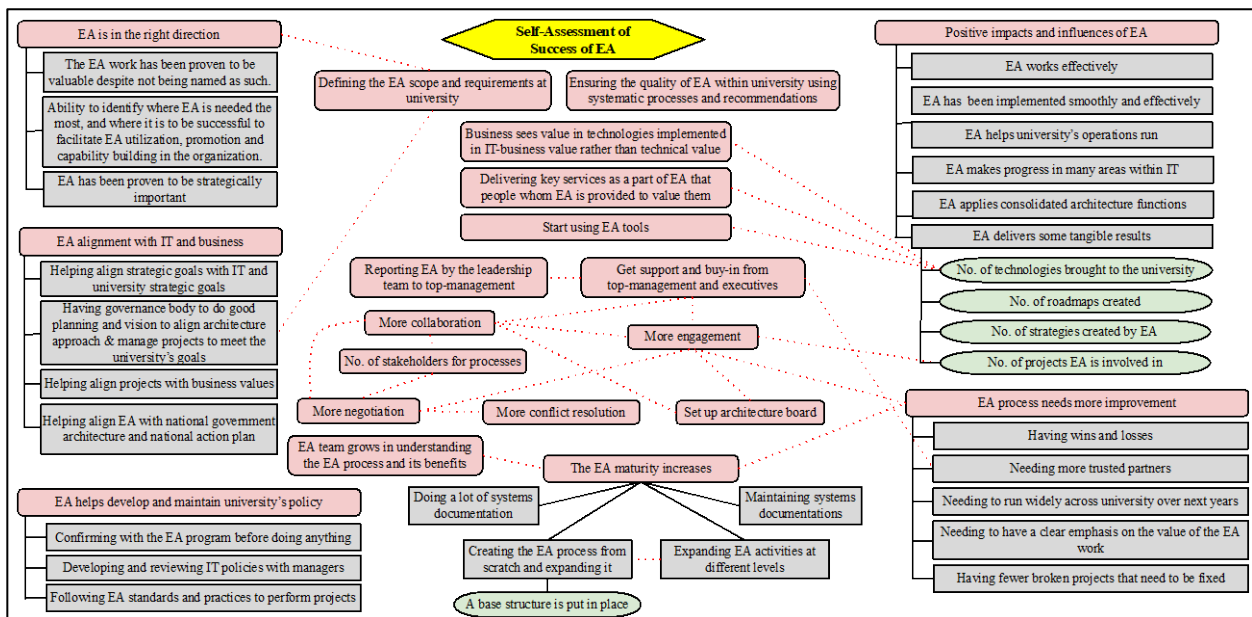 Self-Assessment of
Success of EA
EA is in the right direction
The EA work has been proven to be
valuable despite not being named as such.
Ability to identify where EA is needed the
most, and where it is to be successful to
facilitate EA utilization, promotion and
capability building in the organization.
EA has been proven to be strategically
important
EA alignment with IT and business
Helping align strategic goals with IT and
university strategic goals
Having governance body to do good
planning and vision to align architecture
approach & manage projects to meet the
university's goals
Helping align projects with business values
Helping align EA with national government
architecture and national action plan
EA helps develop and maintain university's policy
Confirming with the EA program before doing anything
Developing and reviewing IT policies with managers
Following EA standards and practices to perform projects
Defining the EA scope and requirements at
university
Ensuring the quality of EA within university using
systematic processes and recommendations
Business sees value in technologies implemented
in IT-business value rather than technical value
Delivering key services as a part of EA that
people whom EA is provided to value them
Start using EA tools
Reporting EA by the leadership
team to top-management
Get support and buy-in from
top-management and executives
More collaboration
More engagement
No. of stakeholders for processes
More negotiation
More conflict resolution
Set up architecture board
EA team grows in understanding
the EA process and its benefits
The EA maturity increases
Doing a lot of systems
documentation
Maintaining systems
documentations
Creating the EA process from
scratch and expanding it
Expanding EA activities at
different levels
A base structure is put in place
Positive impacts and influences of EA
EA works effectively
EA has been implemented smoothly and effectively
EA helps university's operations run
EA makes progress in many areas within IT
EA applies consolidated architecture functions
EA delivers some tangible results
No. of technologies brought to the university
No. of roadmaps created
No. of strategies created by EA
No. of projects EA is involved in
EA process needs more improvement
Having wins and losses
Needing more trusted partners
Needing to run widely across university over next years
Needing to have a clear emphasis on the value of the EA
work
Having fewer broken projects that need to be fixed